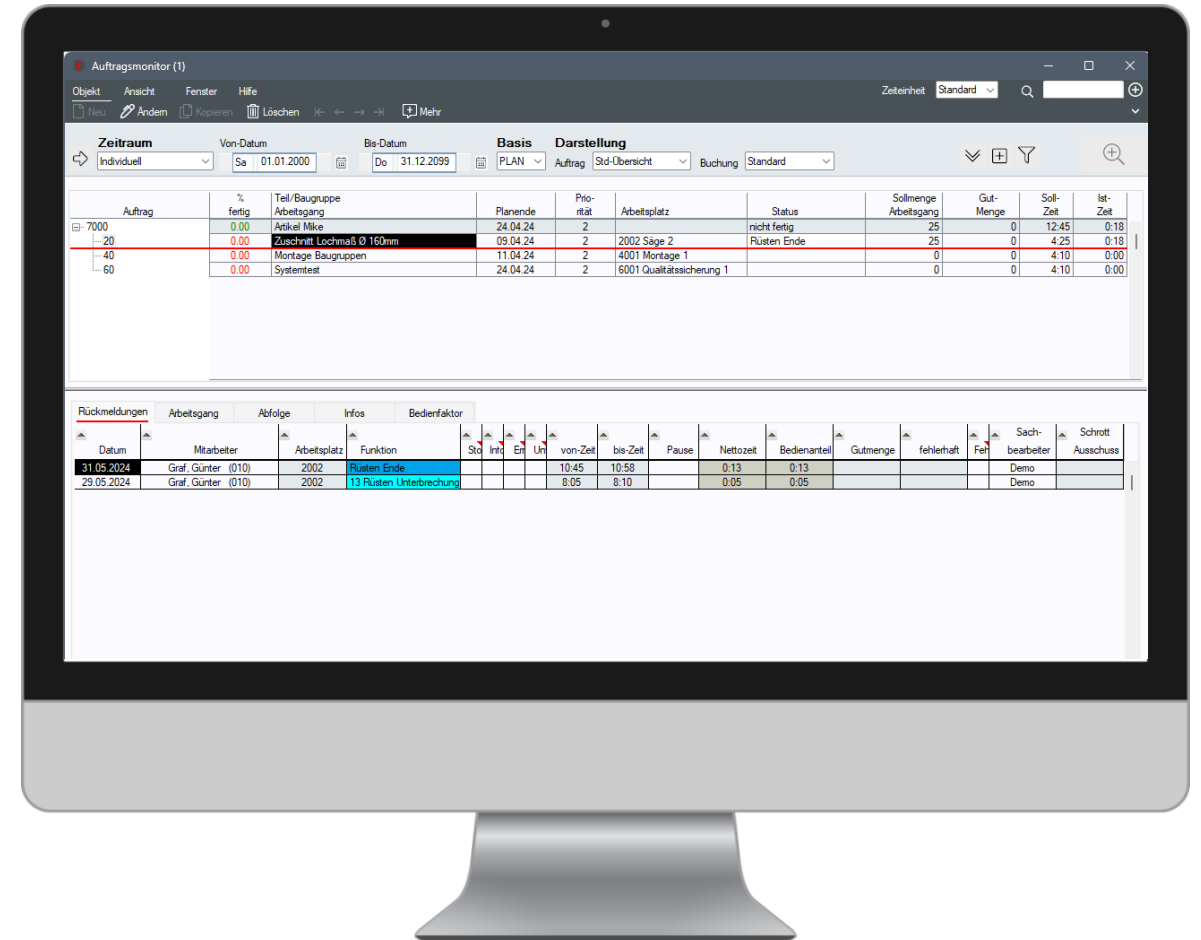 Auftragsmonitor (1)
Objekt Ansicht Fenster Hilfe Zeiteinheit Standard
Neu Ändern Kopieren Löschen Mehr
Zeitraum Von-Datum Bis-Datum Basis Darstellung
Individuell Sa 01.01.2000 Do 31.12.2099 PLAN Auftrag Std-Übersicht Buchung Standard
% Teil/Baugruppe Prio- Sollmenge Gut- Soll- Ist-
Auftrag fertig Arbeitsgang Planende rität Arbeitsplatz Status Arbeitsgang Menge Zeit Zeit
7000 0.00 Artikel Mike 24.04.24 2 nicht fertig 25 0 12:45 0:18
20 0.00 Zuschnitt Lochmaß Ø 160mm 09.04.24 2 2002 Säge 2 Rüsten Ende 25 0 4:25 0:18
40 0.00 Montage Baugruppen 11.04.24 2 4001 Montage 1 0 0 4:10 0:00
60 0.00 Systemtest 24.04.24 2 6001 Qualitätssicherung 1 0 0 4:10 0:00
Rückmeldungen Arbeitsgang Abfolge Infos Bedienfaktor
Sach- Schrott
Datum Mitarbeiter Arbeitsplatz Funktion Sto Info Em Un von-Zeit bis-Zeit Pause Nettozeit Bedienanteil Gutmenge fehlerhaft Feh bearbeiter Ausschuss
31.05.2024 Graf, Günter (010) 2002 Rüsten Ende 10:45 10:58 0:13 0:13 Demo
29.05.2024 Graf, Günter (010) 2002 13 Rüsten Unterbrechung 8:05 8:10 0:05 0:05 Demo